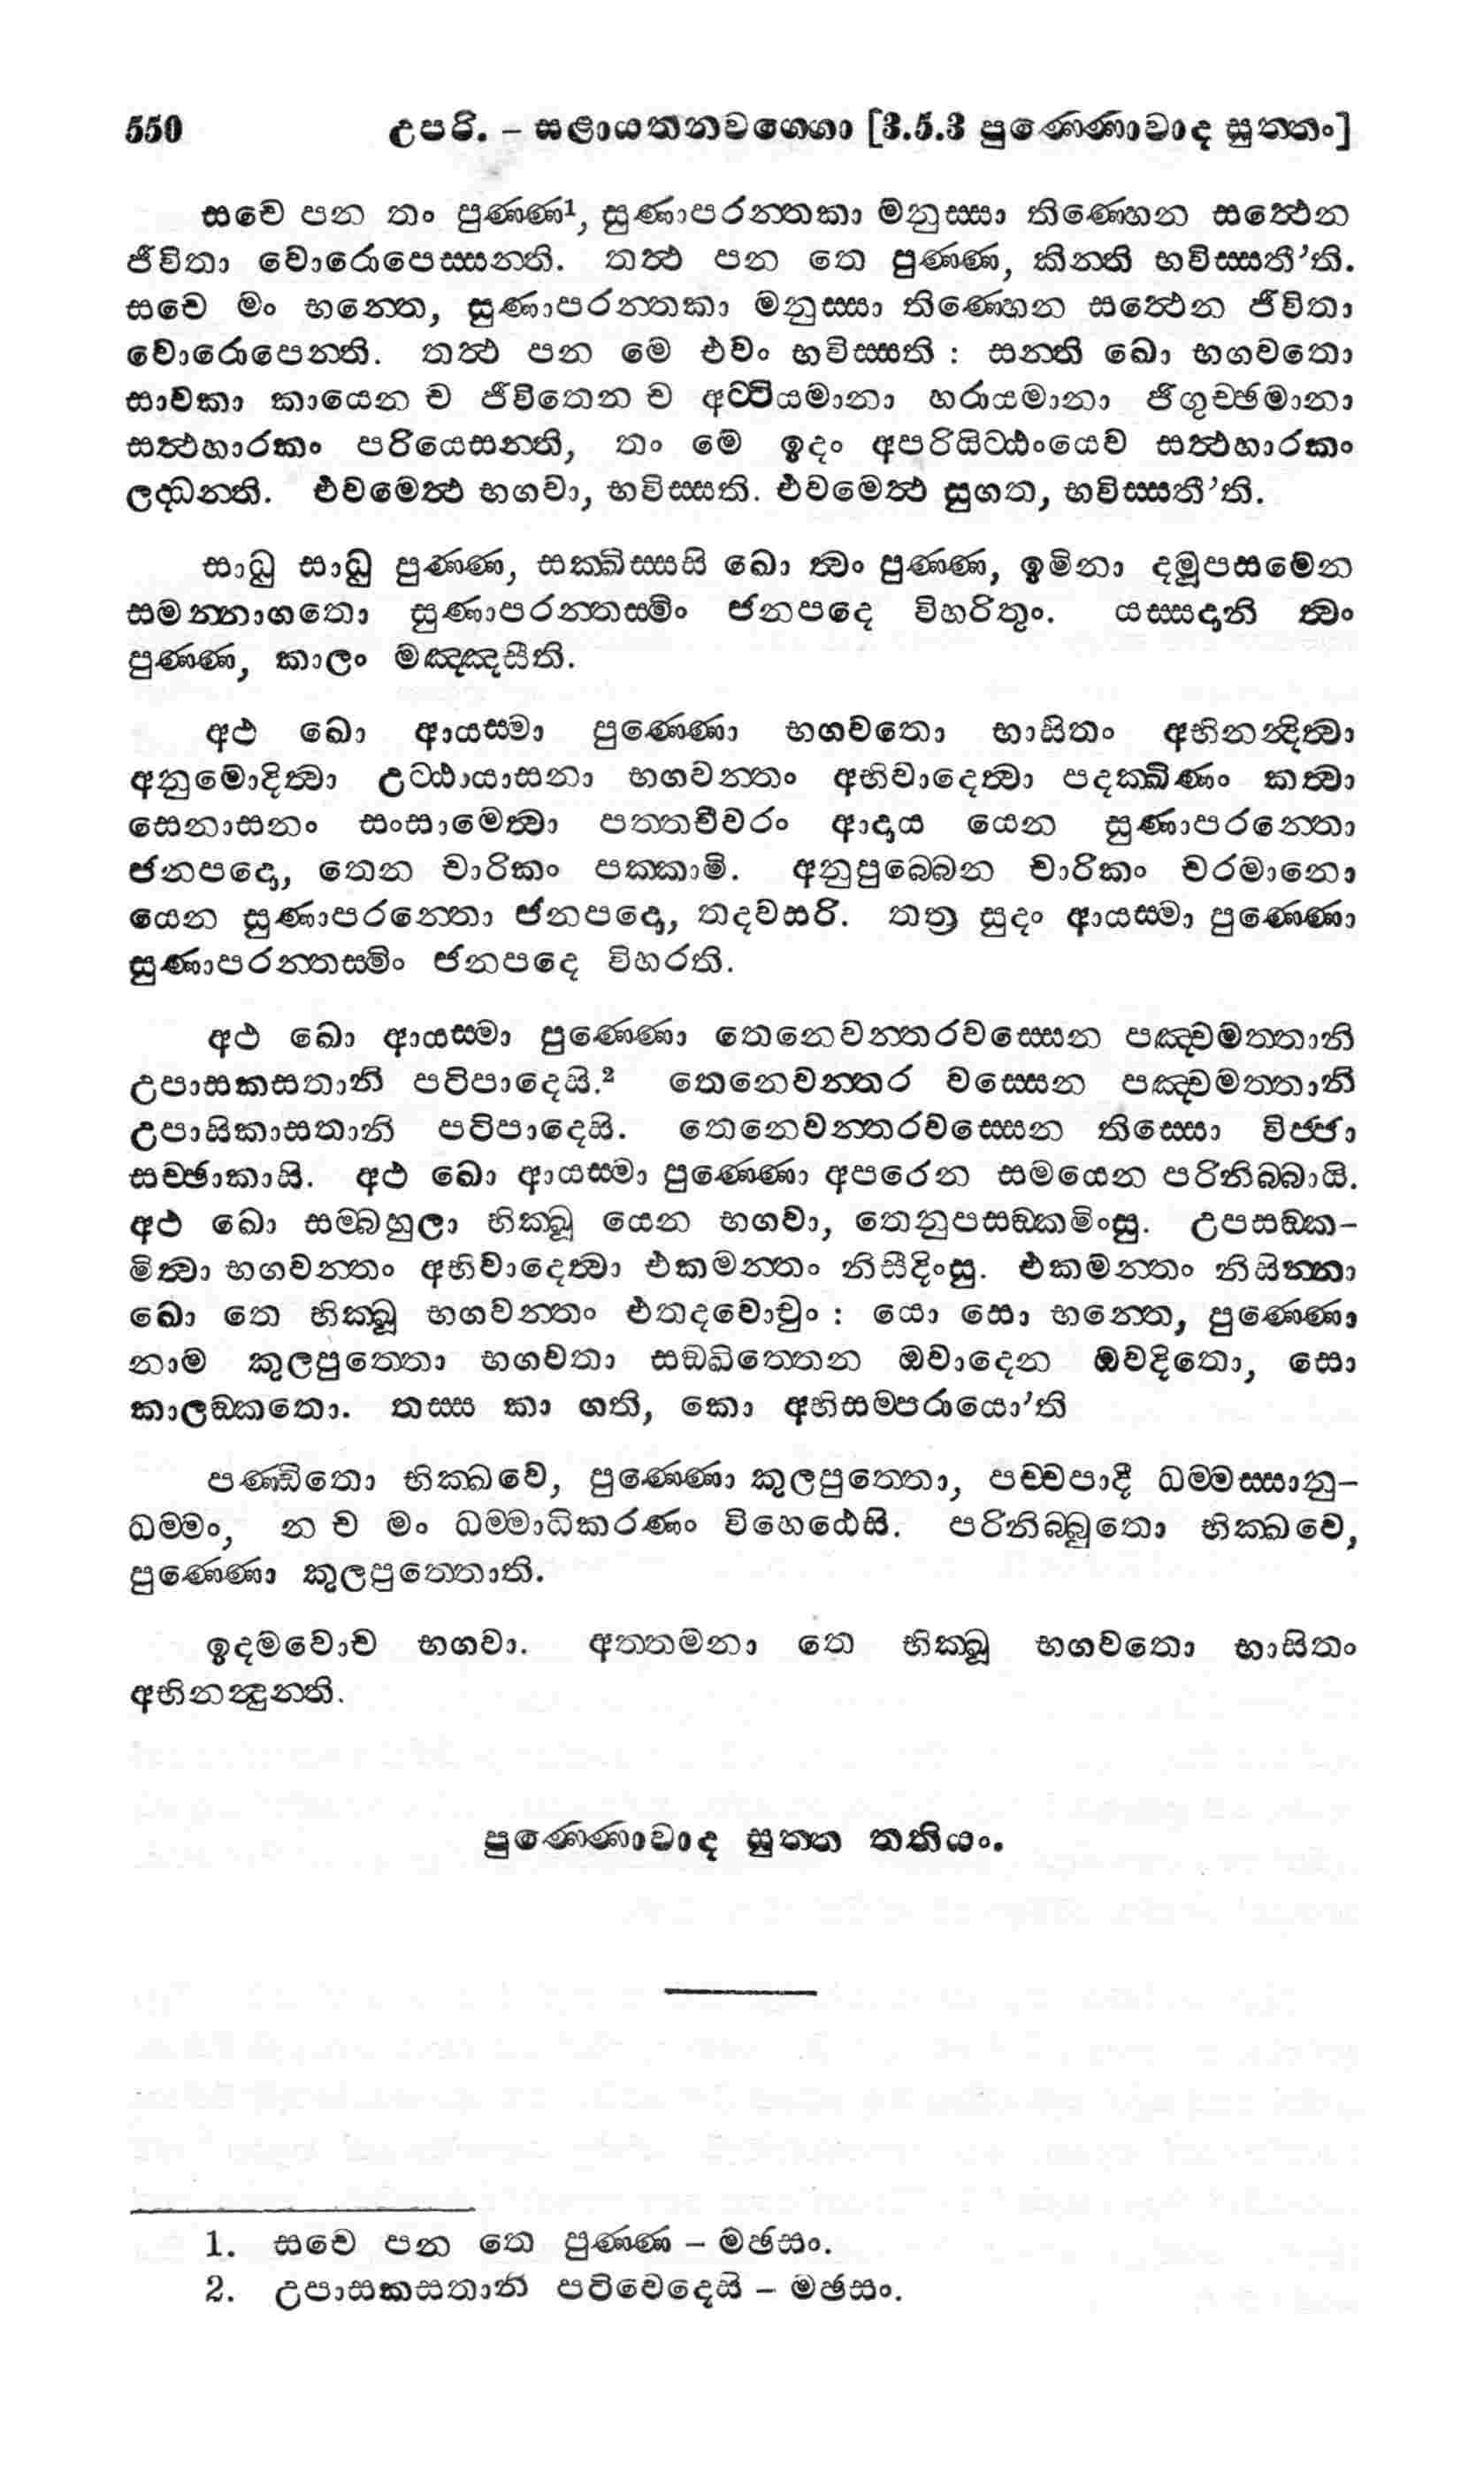 550 උපරි. – සළායතනවග්ගො [3.5.3 පුණ්ණොවාද සුත්තං]
සචෙ පන තං පුණ්ණ¹, සුණාපරන්තකා මනුස්සා තිණ්හෙන සත්ථෙන
ජීවිතා වොරොපෙස්සන්ති. තත්ථ පන තෙ පුණ්ණ, කින්ති භවිස්සතී’ති.
සචෙ මං භන්තෙ, සුණාපරන්තකා මනුස්සා තිණ්හෙන සත්ථෙන ජීවිතා
වොරොපෙන්ති. තත්ථ පන මෙ එවං භවිස්සති : සන්ති ඛො භගවතො
සාවකා කායෙන ච ජීවිතෙන ච අට්ටියමානා හරායමානා ජිගුච්ඡමානා
සත්ථහාරකං පරියෙසන්ති, තං මෙ ඉදං අපරියිට්ඨංයෙව සත්ථහාරකං
ලද්ධන්ති. එවමෙත්ථ භගවා, භවිස්සති. එවමෙත්ථ සුගත, භවිස්සතී’ති.
සාධු සාධු පුණ්ණ, සක්ඛිස්සසි ඛො ත්වං පුණ්ණ, ඉමිනා දමූපසමෙන
සමන්නාගතො සුණාපරන්තස්මිං ජනපදෙ විහරිතුං. යස්සදානි ත්වං
පුණ්ණ, කාලං මඤ්ඤසීති.
අථ ඛො ආයස්මා පුණ්ණො භගවතො භාසිතං අභිනන්දිත්වා
අනුමොදිත්වා උට්ඨායාසනා භගවන්තං අභිවාදෙත්වා පදක්ඛිණං කත්වා
සෙනාසනං සංසාමෙත්වා පත්තචීවරං ආදාය යෙන සුණාපරන්තො
ජනපදො, තෙන චාරිකං පක්කාමි. අනුපුබ්බෙන චාරිකං චරමානො
යෙන සුණාපරන්තො ජනපදො, තදවසරි. තත්‍ර සුදං ආයස්මා පුණ්ණො
සුණාපරන්තස්මිං ජනපදෙ විහරති.
අථ ඛො ආයස්මා පුණ්ණො තෙනෙවන්තරවස්සෙන පඤ්චමත්තානි
උපාසකසතානි පටිපාදෙසි.² තෙනෙවන්තර වස්සෙන පඤ්චමත්තානි
උපාසිකාසතානි පටිපාදෙසි. තෙනෙවන්තරවස්සෙන තිස්සො විජ්ජා
සච්ඡාකාසි. අථ ඛො ආයස්මා පුණ්ණො අපරෙන සමයෙන පරිනිබ්බායි.
අථ ඛො සම්බහුලා භික්ඛූ යෙන භගවා, තෙනුපසඞ්කමිංසු. උපසඞ්ක-
මිත්වා භගවන්තං අභිවාදෙත්වා එකමන්තං නිසීදිංසු. එකමන්තං නිසින්නා
ඛො තෙ භික්ඛූ භගවන්තං එතදවොචුං : යො සො භන්තෙ, පුණ්ණො
නාම කුලපුත්තො භගවතා සඞ්ඛිත්තෙන ඔවාදෙන ඔවදිතො, සො
කාලඞ්කතො. තස්ස කා ගති, කො අභිසම්පරායො’ති
පණ්ඩිතො භික්ඛවෙ, පුණ්ණො කුලපුත්තො, පච්චපාදී ධම්මස්සානු-
ධම්මං, න ච මං ධම්මාධිකරණං විහෙඨෙසි. පරිනිබ්බුතො භික්ඛවෙ,
පුණ්ණො කුලපුත්තොති.
ඉදමවොච භගවා. අත්තමනා තෙ භික්ඛූ භගවතො භාසිතං
අභිනන්දුන්ති.
පුණ්ණොවාද සුත්ත තතියං.
1. සචෙ පන තෙ පුණ්ණ – මඡසං.
2. උපාසකසතානි පටිවෙදෙසි – මඡසං.